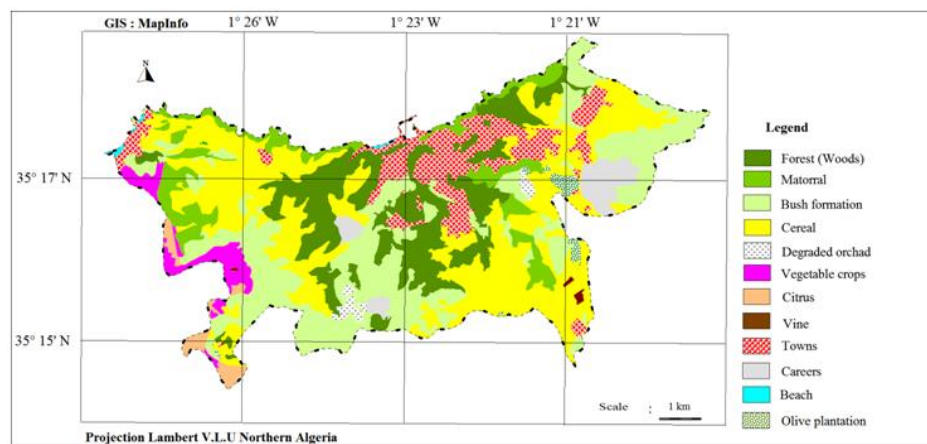 GIS : MapInfo
1° 26'
1° 23'
1° 21'
N
35° 17' N
35° 15'
Legend
Forest (Woods)
Matorral
Bush formation
Cereal
Degraded orchad
Vegetable crops
Citrus
Vine
Towns
Careers
Beach
Olive plantation
Scale : 1 km
Projection Lambert V.L.U Northern Algeria